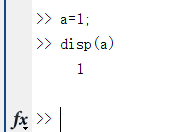 >> a=1;
>> disp(a)
1
fx >>